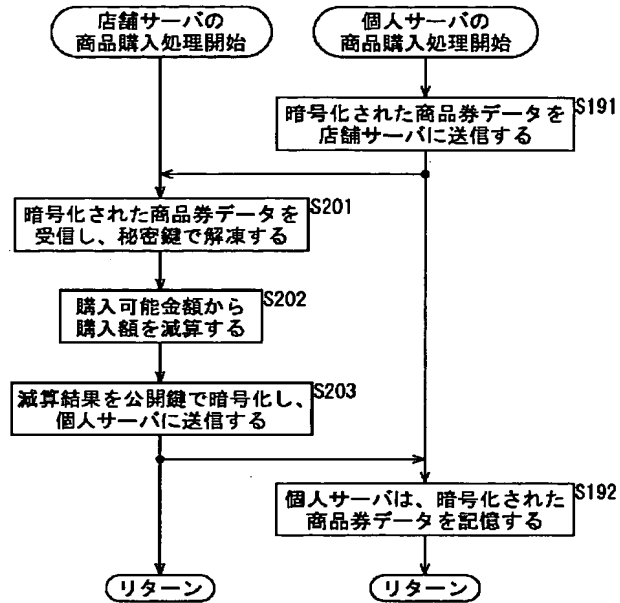 店舗サーバの
商品購入処理開始
個人サーバの
商品購入処理開始
暗号化された商品券データを
店舗サーバに送信する
S191
暗号化された商品券データを
受信し、秘密鍵で解凍する
S201
購入可能金額から
購入額を減算する
S202
減算結果を公開鍵で暗号化し、
個人サーバに送信する
S203
個人サーバは、暗号化された
商品券データを記憶する
S192
リターン
リターン